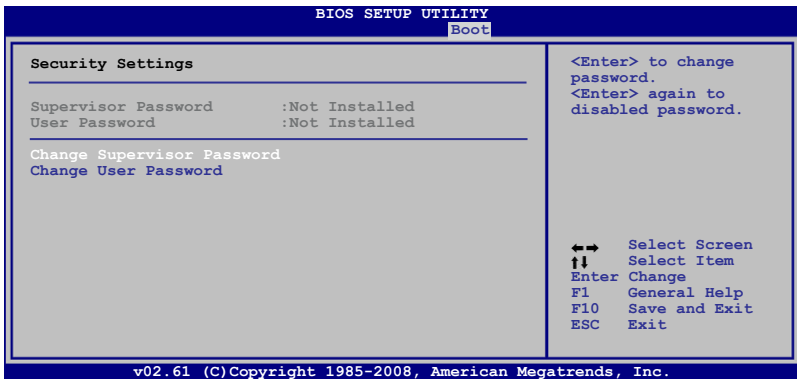 BIOS SETUP UTILITY
Boot
Security Settings
Supervisor Password :Not Installed
User Password :Not Installed
Change Supervisor Password
Change User Password
<Enter> to change
password.
<Enter> again to
disabled password.
←→ Select Screen
↑↓ Select Item
Enter Change
F1 General Help
F10 Save and Exit
ESC Exit
v02.61 (C)Copyright 1985-2008, American Megatrends, Inc.